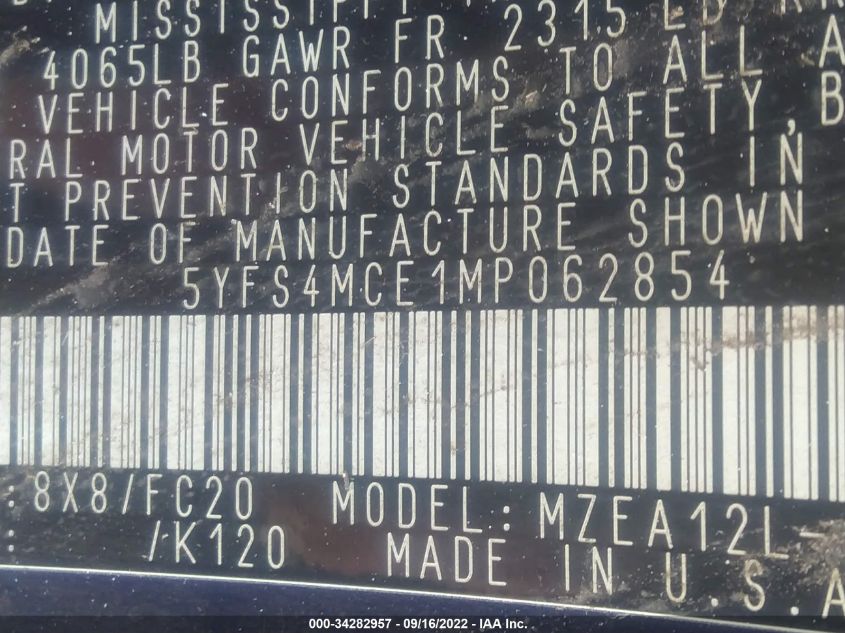 MISSISSIPPI
4065LB GAWR FR 2315 LB
VEHICLE CONFORMS TO ALL A
RAL MOTOR VEHICLE SAFETY, B
T PREVENTION STANDARDS IN
DATE OF MANUFACTURE SHOWN
5YFS4MCE1MP062854
: 8X8/FC20 MODEL: MZEA12L-
: /K120 MADE IN U.S.A
000-34282957 - 09/16/2022 - IAA Inc.